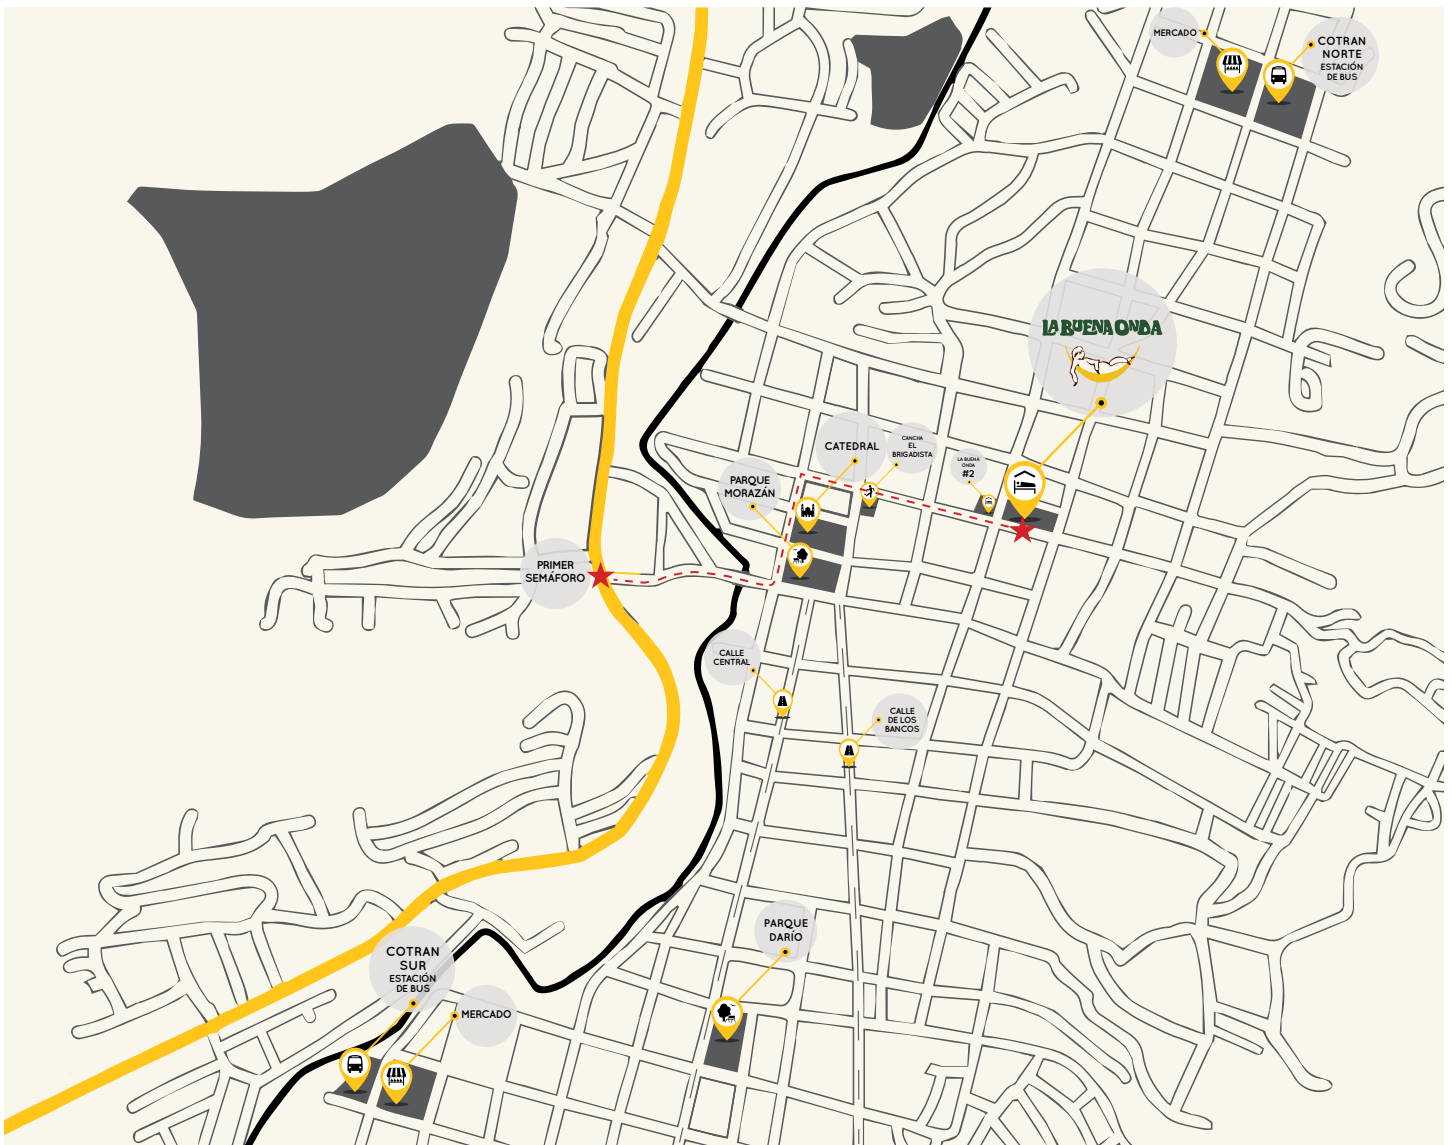 MERCADO
COTRAN
NORTE
ESTACIÓN
DE BUS
LA BUENA ONDA
CATEDRAL
CANCHA
EL
BRIGADISTA
LA BUENA
ONDA
#2
PARQUE
MORAZÁN
PRIMER
SEMÁFORO
CALLE
CENTRAL
CALLE
DE LOS
BANCOS
PARQUE
DARÍO
COTRAN
SUR
ESTACIÓN
DE BUS
MERCADO